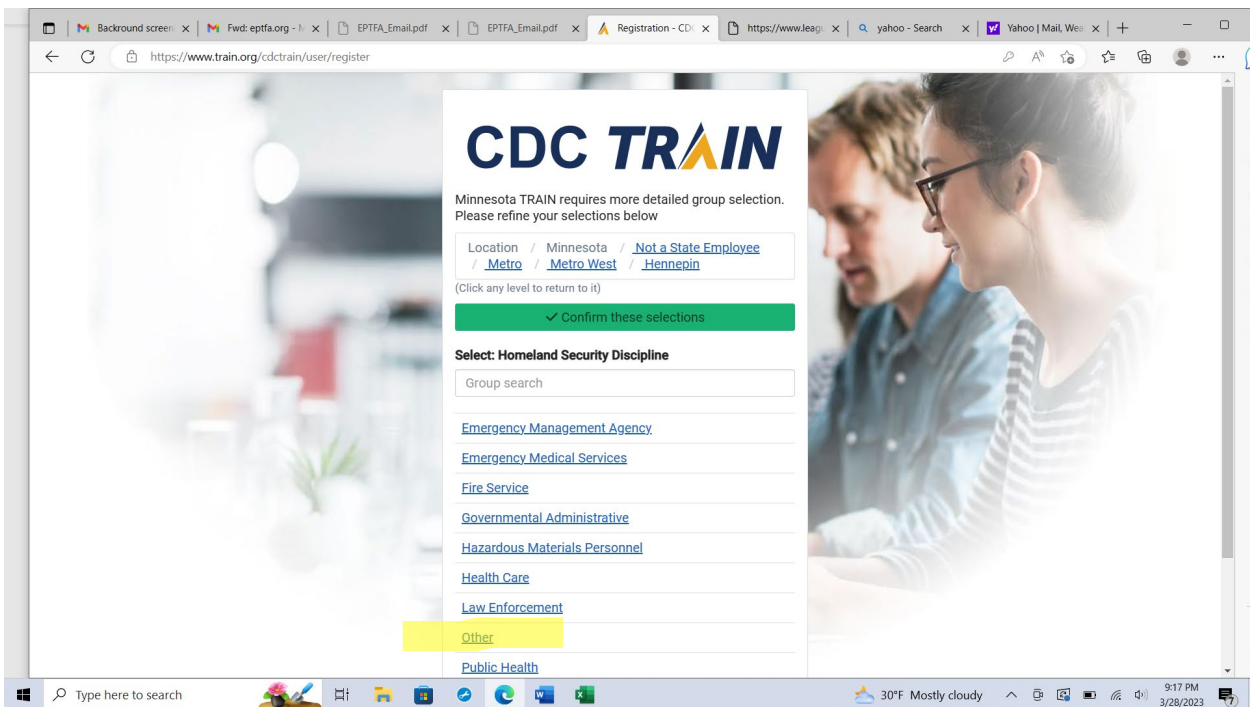 Backround screen
Fwd: eptfa.org - M
EPTFA_Email.pdf
EPTFA_Email.pdf
Registration - CDC
https://www.leagu
yahoo - Search
Yahoo | Mail, Wea
https://www.train.org/cdctrain/user/register
CDC TRAIN
Minnesota TRAIN requires more detailed group selection.
Please refine your selections below
Location / Minnesota / Not a State Employee
/ Metro / Metro West / Hennepin
(Click any level to return to it)
✓ Confirm these selections
Select: Homeland Security Discipline
Group search
Emergency Management Agency
Emergency Medical Services
Fire Service
Governmental Administrative
Hazardous Materials Personnel
Health Care
Law Enforcement
Other
Public Health
Type here to search
30°F Mostly cloudy
9:17 PM
3/28/2023